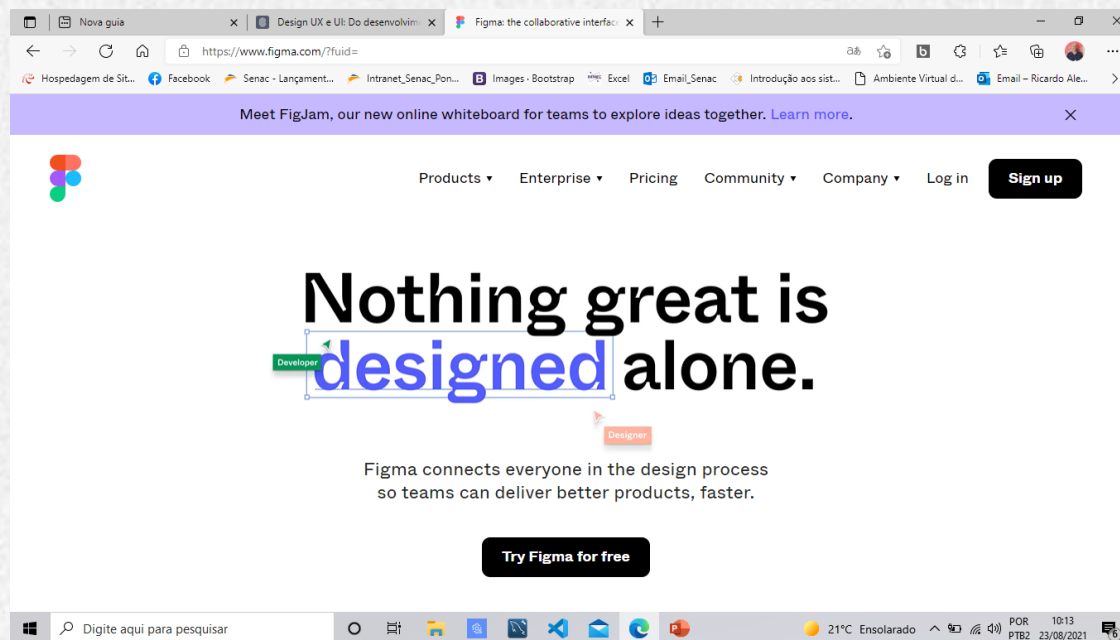 Nova guia
Design UX e UI: Do desenvolvim
Figma: the collaborative interfac
https://www.figma.com/?fuid=
Hospedagem de Sit...
Facebook
Senac - Lançament...
Intranet_Senac_Pon...
Images · Bootstrap
Excel
Email_Senac
Introdução aos sist...
Ambiente Virtual d...
Email – Ricardo Ale...
Meet FigJam, our new online whiteboard for teams to explore ideas together. Learn more.
Products
Enterprise
Pricing
Community
Company
Log in
Sign up
Nothing great is
designed alone.
Developer
Designer
Figma connects everyone in the design process
so teams can deliver better products, faster.
Try Figma for free
Digite aqui para pesquisar
21°C Ensolarado
POR
PTB2
10:13
23/08/2021